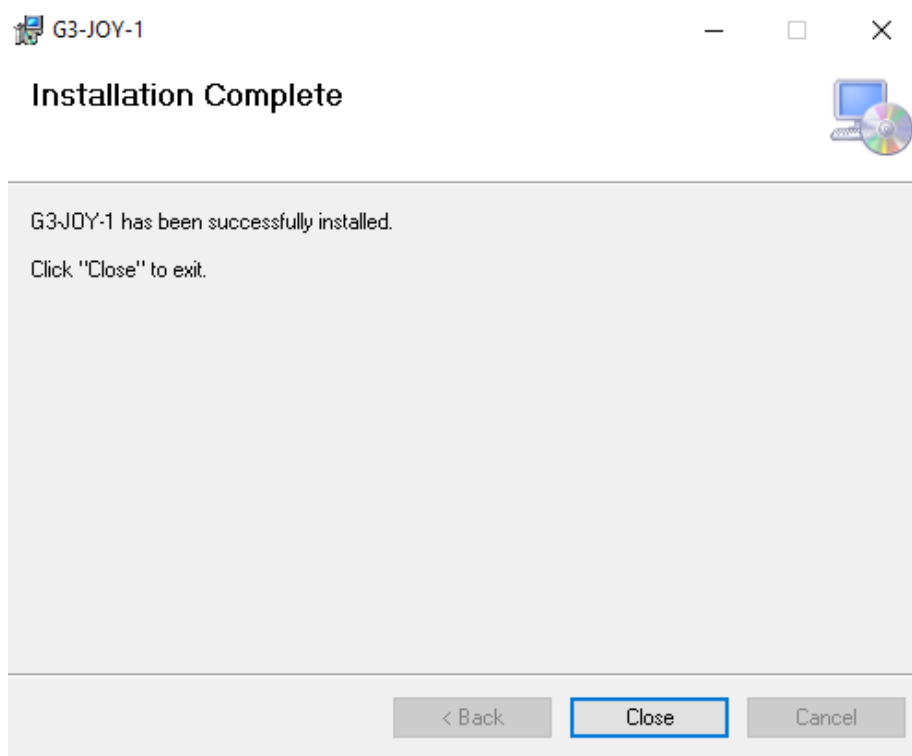 G3-JOY-1
Installation Complete
G3-JOY-1 has been successfully installed.
Click "Close" to exit.
< Back
Close
Cancel